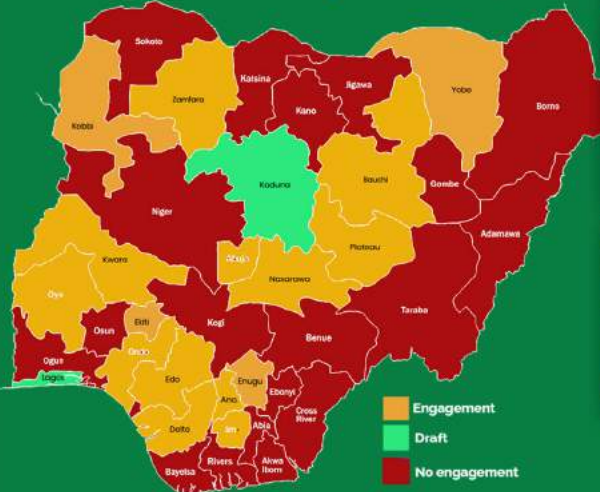 Sokoto
Katsina
Jigawa
Yobe
Borno
Zamfara
Kano
Kebbi
Kaduna
Bauchi
Gombe
Niger
Adamawa
Plateau
Kwara
Abuja
Nasarawa
Oyo
Taraba
Ekiti
Kogi
Osun
Benue
Ondo
Ogun
Lagos
Edo
Enugu
Ana
Ebonyi
Cross
River
Delta
Imo
Abia
Rivers
Akwa
Ibom
Bayelsa
Engagement
Draft
No engagement